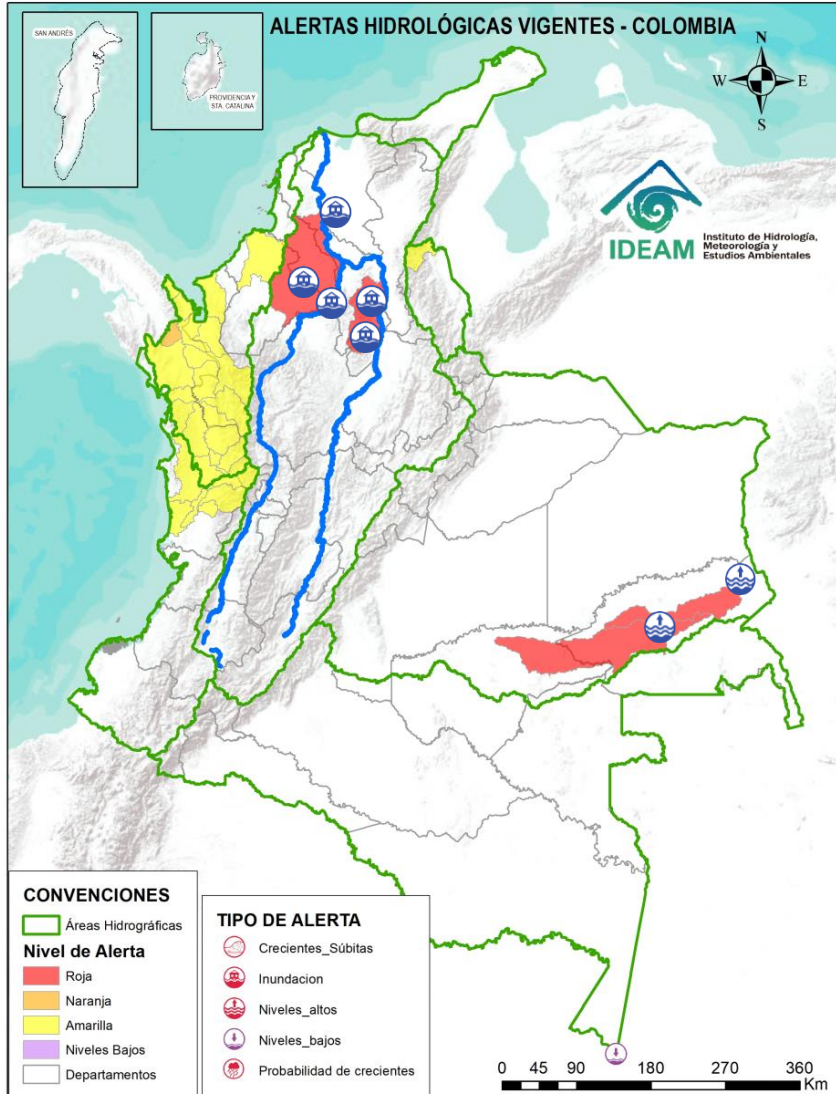 ALERTAS HIDROLÓGICAS VIGENTES - COLOMBIA
SAN ANDRÉS
PROVIDENCIA Y
STA. CATALINA
N
W
E
S
IDEAM
Instituto de Hidrología,
Meteorología y
Estudios Ambientales
CONVENCIONES
Áreas Hidrográficas
Nivel de Alerta
Roja
Naranja
Amarilla
Niveles Bajos
Departamentos
TIPO DE ALERTA
Crecientes_Súbitas
Inundacion
Niveles_altos
Niveles_bajos
Probabilidad de crecientes
0 45 90 180 270 360
Km